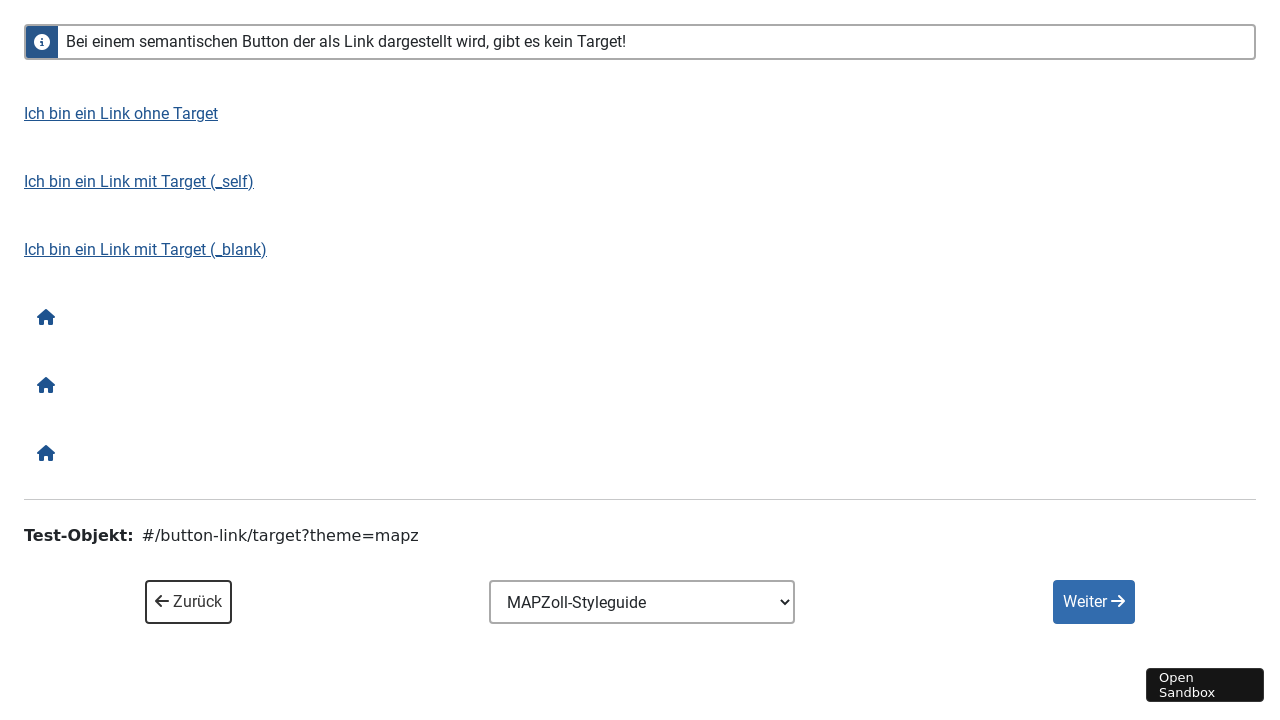 Bei einem semantischen Button der als Link dargestellt wird, gibt es kein Target!
Ich bin ein Link ohne Target
Ich bin ein Link mit Target (_self)
Ich bin ein Link mit Target (_blank)
Test-Objekt: #/button-link/target?theme=mapz
Zurück
MAPZoll-Styleguide
Weiter
Open
Sandbox